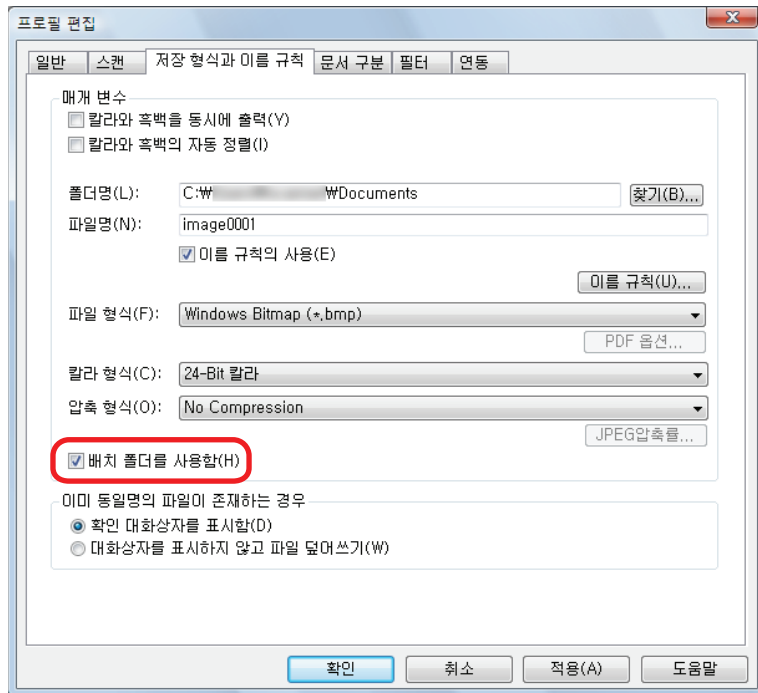 프로필 편집
일반 스캔 저장 형식과 이름 규칙 문서 구분 필터 연동
매개 변수
칼라와 흑백을 동시에 출력(Y)
칼라와 흑백의 자동 정렬(I)
폴더명(L): C:₩ ₩Documents 찾기(B)...
파일명(N): image0001
이름 규칙의 사용(E)
이름 규칙(U)...
파일 형식(F): Windows Bitmap (*.bmp)
PDF 옵션...
칼라 형식(C): 24-Bit 칼라
압축 형식(O): No Compression
JPEG압축률...
배치 폴더를 사용함(H)
이미 동일명의 파일이 존재하는 경우
확인 대화상자를 표시함(D)
대화상자를 표시하지 않고 파일 덮어쓰기(W)
확인 취소 적용(A) 도움말